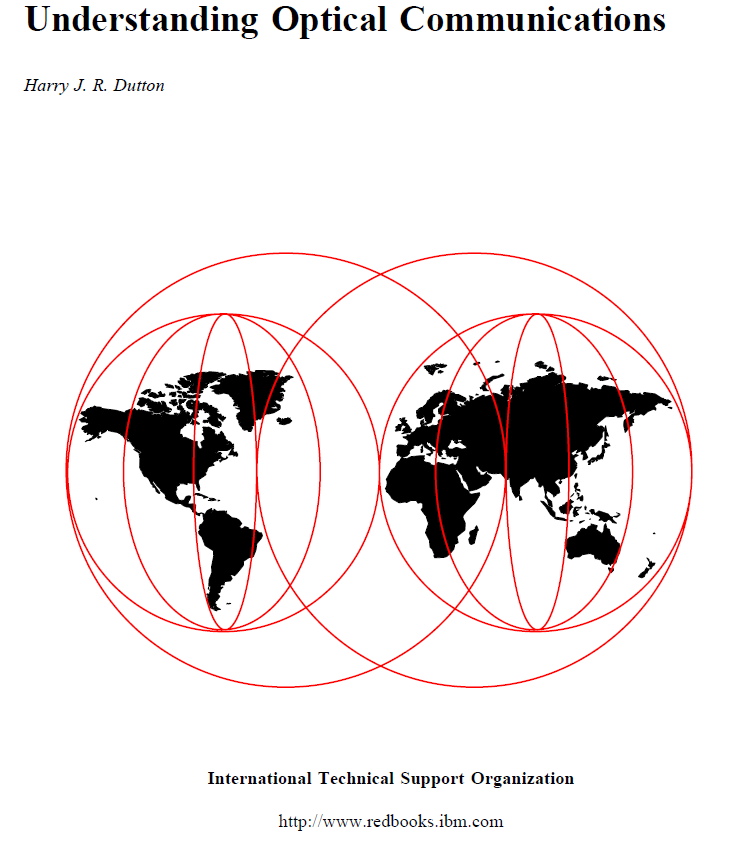 Understanding Optical Communications
Harry J. R. Dutton
International Technical Support Organization
http://www.redbooks.ibm.com